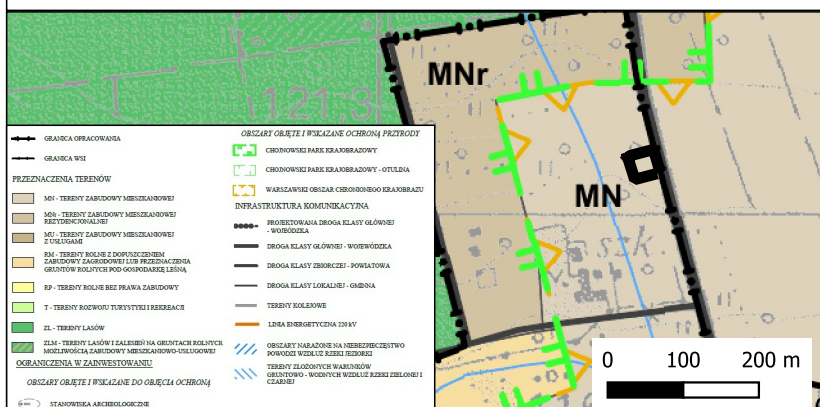 MNr
MN
121.3
GRANICA OPRACOWANIA
GRANICA WSI
PRZEZNACZENIA TERENÓW
MN - TERENY ZABUDOWY MIESZKANIOWEJ
MNr - TERENY ZABUDOWY MIESZKANIOWEJ
REZYDENCJONALNEJ
MU - TERENY ZABUDOWY MIESZKANIOWEJ
Z USŁUGAMI
RM - TERENY ROLNE Z DOPUSZCZENIEM
ZABUDOWY ZAGRODOWEJ LUB PRZEZNACZENIA
GRUNTÓW ROLNYCH POD GOSPODARKĘ LEŚNĄ
RP - TERENY ROLNE BEZ PRAWA ZABUDOWY
T - TERENY ROZWOJU TURYSTYKI I REKREACJI
ZL - TERENY LASÓW
ZLM - TERENY LASÓW I ZALESIEŃ NA GRUNTACH ROLNYCH
MOŻLIWOŚCIĄ ZABUDOWY MIESZKANIOWO-USŁUGOWEJ
OGRANICZENIA W ZAINWESTOWANIU
OBSZARY OBJĘTE I WSKAZANE DO OBJĘCIA OCHRONĄ
STANOWISKA ARCHEOLOGICZNE
OBSZARY OBJĘTE I WSKAZANE OCHRONĄ PRZYRODY
CHOJNOWSKI PARK KRAJOBRAZOWY
CHOJNOWSKI PARK KRAJOBRAZOWY - OTULINA
WARSZAWSKI OBSZAR CHRONIONEGO KRAJOBRAZU
INFRASTRUKTURA KOMUNIKACYJNA
PROJEKTOWANA DROGA KLASY GŁÓWNEJ
- WOJEWÓDZKA
DROGA KLASY GŁÓWNEJ - WOJEWÓDZKA
DROGA KLASY ZBIORCZEJ - POWIATOWA
DROGA KLASY LOKALNEJ - GMINNA
TERENY KOLEJOWE
LINIA ENERGETYCZNA 220 kV
OBSZARY NARAŻONE NA NIEBEZPIECZEŃSTWO
POWODZI WZDŁUŻ RZEKI JEZIORKI
TERENY ZŁOŻONYCH WARUNKÓW
GRUNTOWO - WODNYCH WZDŁUŻ RZEKI ZIELONEJ I
CZARNEJ
0 100 200 m